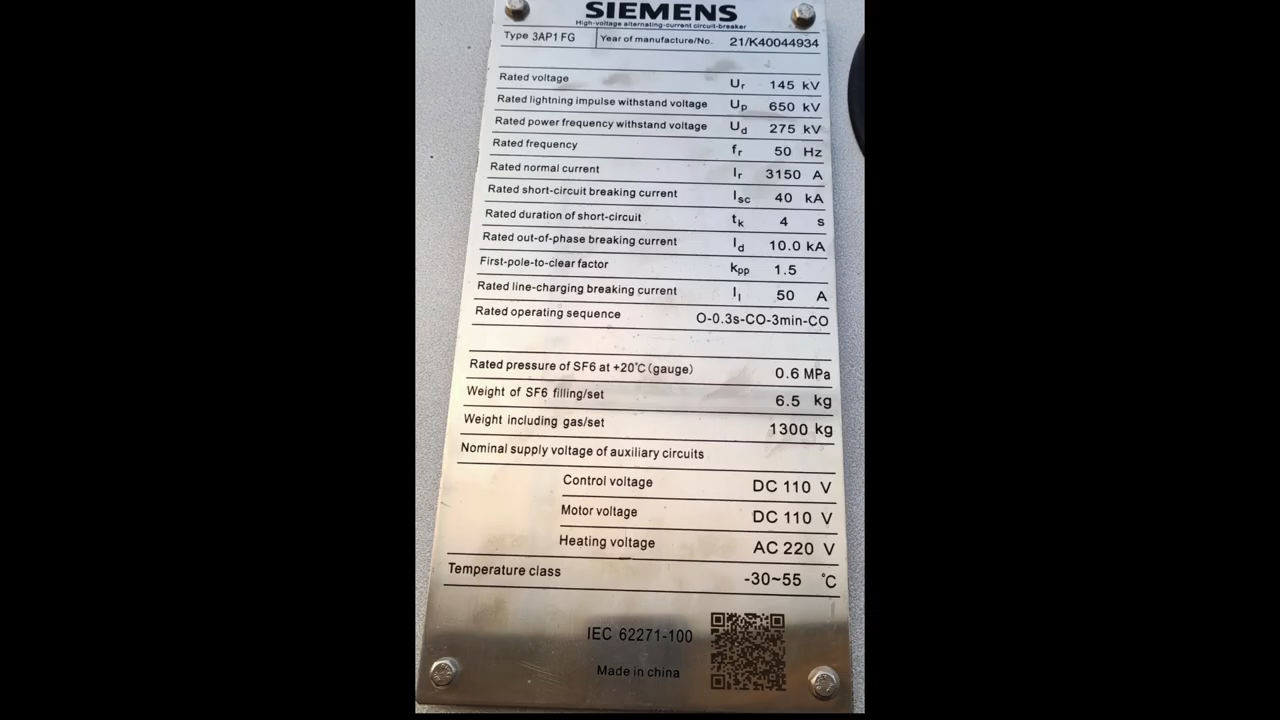 SIEMENS
High-voltage alternating-current circuit-breaker
Type 3AP1 FG Year of manufacture/No. 21/K40044934
Rated voltage Ur 145 kV
Rated lightning impulse withstand voltage Up 650 kV
Rated power frequency withstand voltage Ud 275 kV
Rated frequency fr 50 Hz
Rated normal current Ir 3150 A
Rated short-circuit breaking current Isc 40 kA
Rated duration of short-circuit tk 4 s
Rated out-of-phase breaking current Id 10.0 kA
First-pole-to-clear factor kpp 1.5
Rated line-charging breaking current Il 50 A
Rated operating sequence O-0.3s-CO-3min-CO
Rated pressure of SF6 at +20℃(gauge) 0.6 MPa
Weight of SF6 filling/set 6.5 kg
Weight including gas/set 1300 kg
Nominal supply voltage of auxiliary circuits
Control voltage DC 110 V
Motor voltage DC 110 V
Heating voltage AC 220 V
Temperature class -30~55 ℃
IEC 62271-100
Made in china